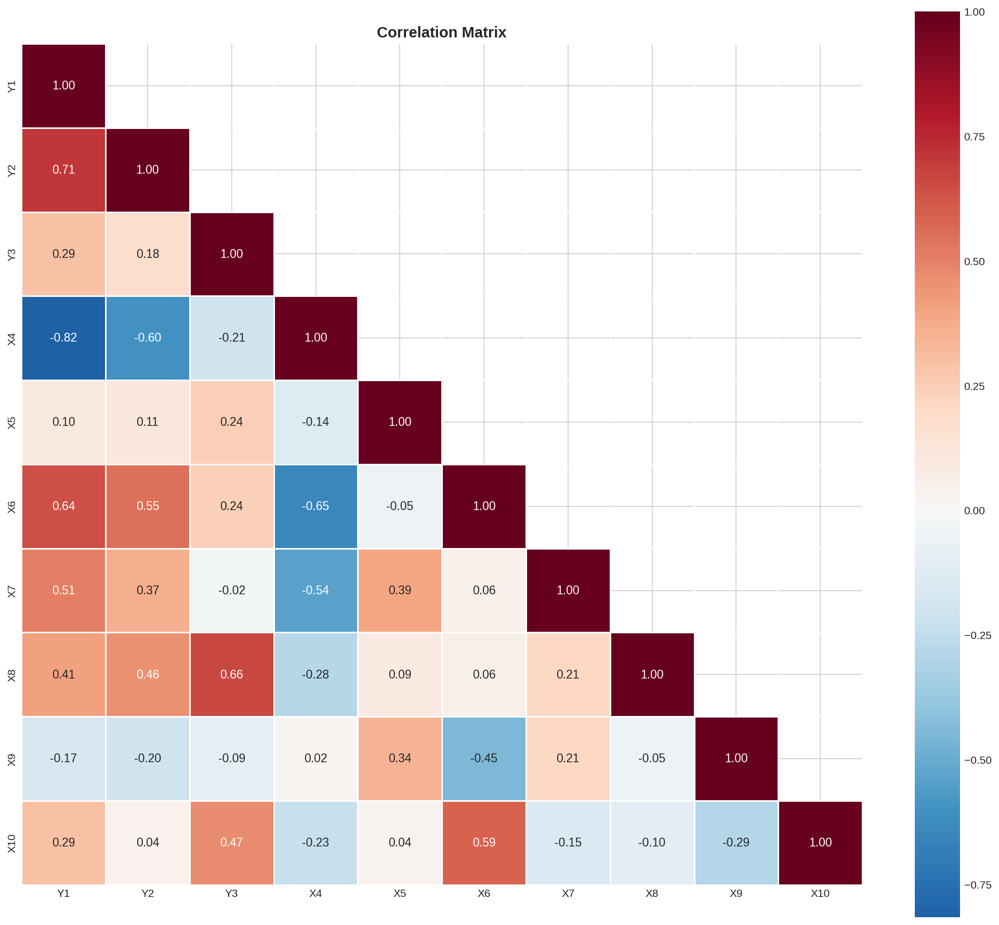 Correlation Matrix
Y1 1.00
Y2 0.71 1.00
Y3 0.29 0.18 1.00
X4 -0.82 -0.60 -0.21 1.00
X5 0.10 0.11 0.24 -0.14 1.00
X6 0.64 0.55 0.24 -0.65 -0.05 1.00
X7 0.51 0.37 -0.02 -0.54 0.39 0.06 1.00
X8 0.41 0.46 0.66 -0.28 0.09 0.06 0.21 1.00
X9 -0.17 -0.20 -0.09 0.02 0.34 -0.45 0.21 -0.05 1.00
X10 0.29 0.04 0.47 -0.23 0.04 0.59 -0.15 -0.10 -0.29 1.00
Y1 Y2 Y3 X4 X5 X6 X7 X8 X9 X10
1.00
0.75
0.50
0.25
0.00
−0.25
−0.50
−0.75